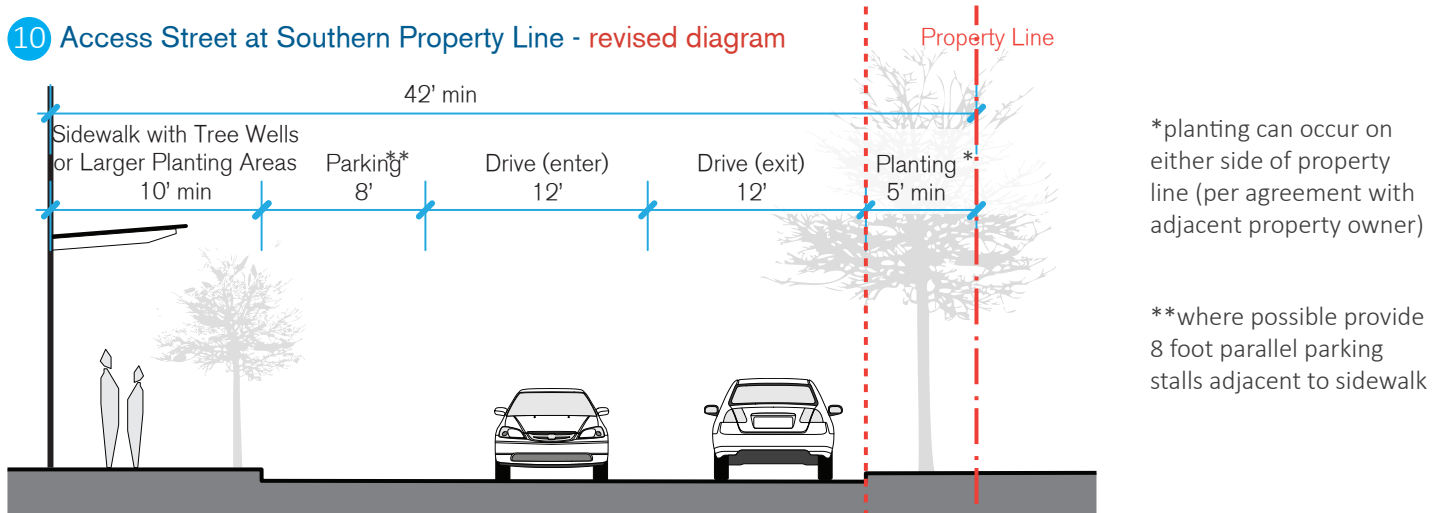 10 Access Street at Southern Property Line - revised diagram
Property Line
42' min
Sidewalk with Tree Wells
or Larger Planting Areas
10' min
Parking**
8'
Drive (enter)
12'
Drive (exit)
12'
Planting *
5' min
*planting can occur on
either side of property
line (per agreement with
adjacent property owner)
**where possible provide
8 foot parallel parking
stalls adjacent to sidewalk